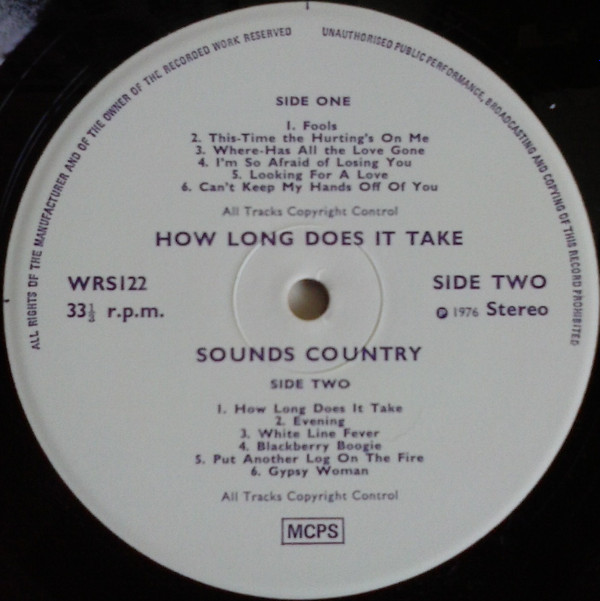 ALL RIGHTS OF THE MANUFACTURER AND OF THE OWNER OF THE RECORDED WORK RESERVED
UNAUTHORISED PUBLIC PERFORMANCE, BROADCASTING AND COPYING OF THIS RECORD PROHIBITED
SIDE ONE
1. Fools
2. This-Time the Hurting's On Me
3. Where-Has All the Love Gone
4. I'm So Afraid of Losing You
5. Looking For A Love
6. Can't Keep My Hands Off Of You
All Tracks Copyright Control
HOW LONG DOES IT TAKE
WRS122
SIDE TWO
33⅓ r.p.m.
℗ 1976 Stereo
SOUNDS COUNTRY
SIDE TWO
1. How Long Does It Take
2. Evening
3. White Line Fever
4. Blackberry Boogie
5. Put Another Log On The Fire
6. Gypsy Woman
All Tracks Copyright Control
MCPS